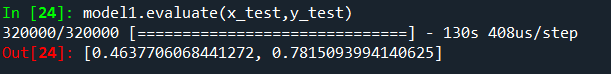 In [24]: model1.evaluate(x_test,y_test)
320000/320000 [==============================] - 130s 408us/step
Out[24]: [0.4637706068441272, 0.7815093994140625]